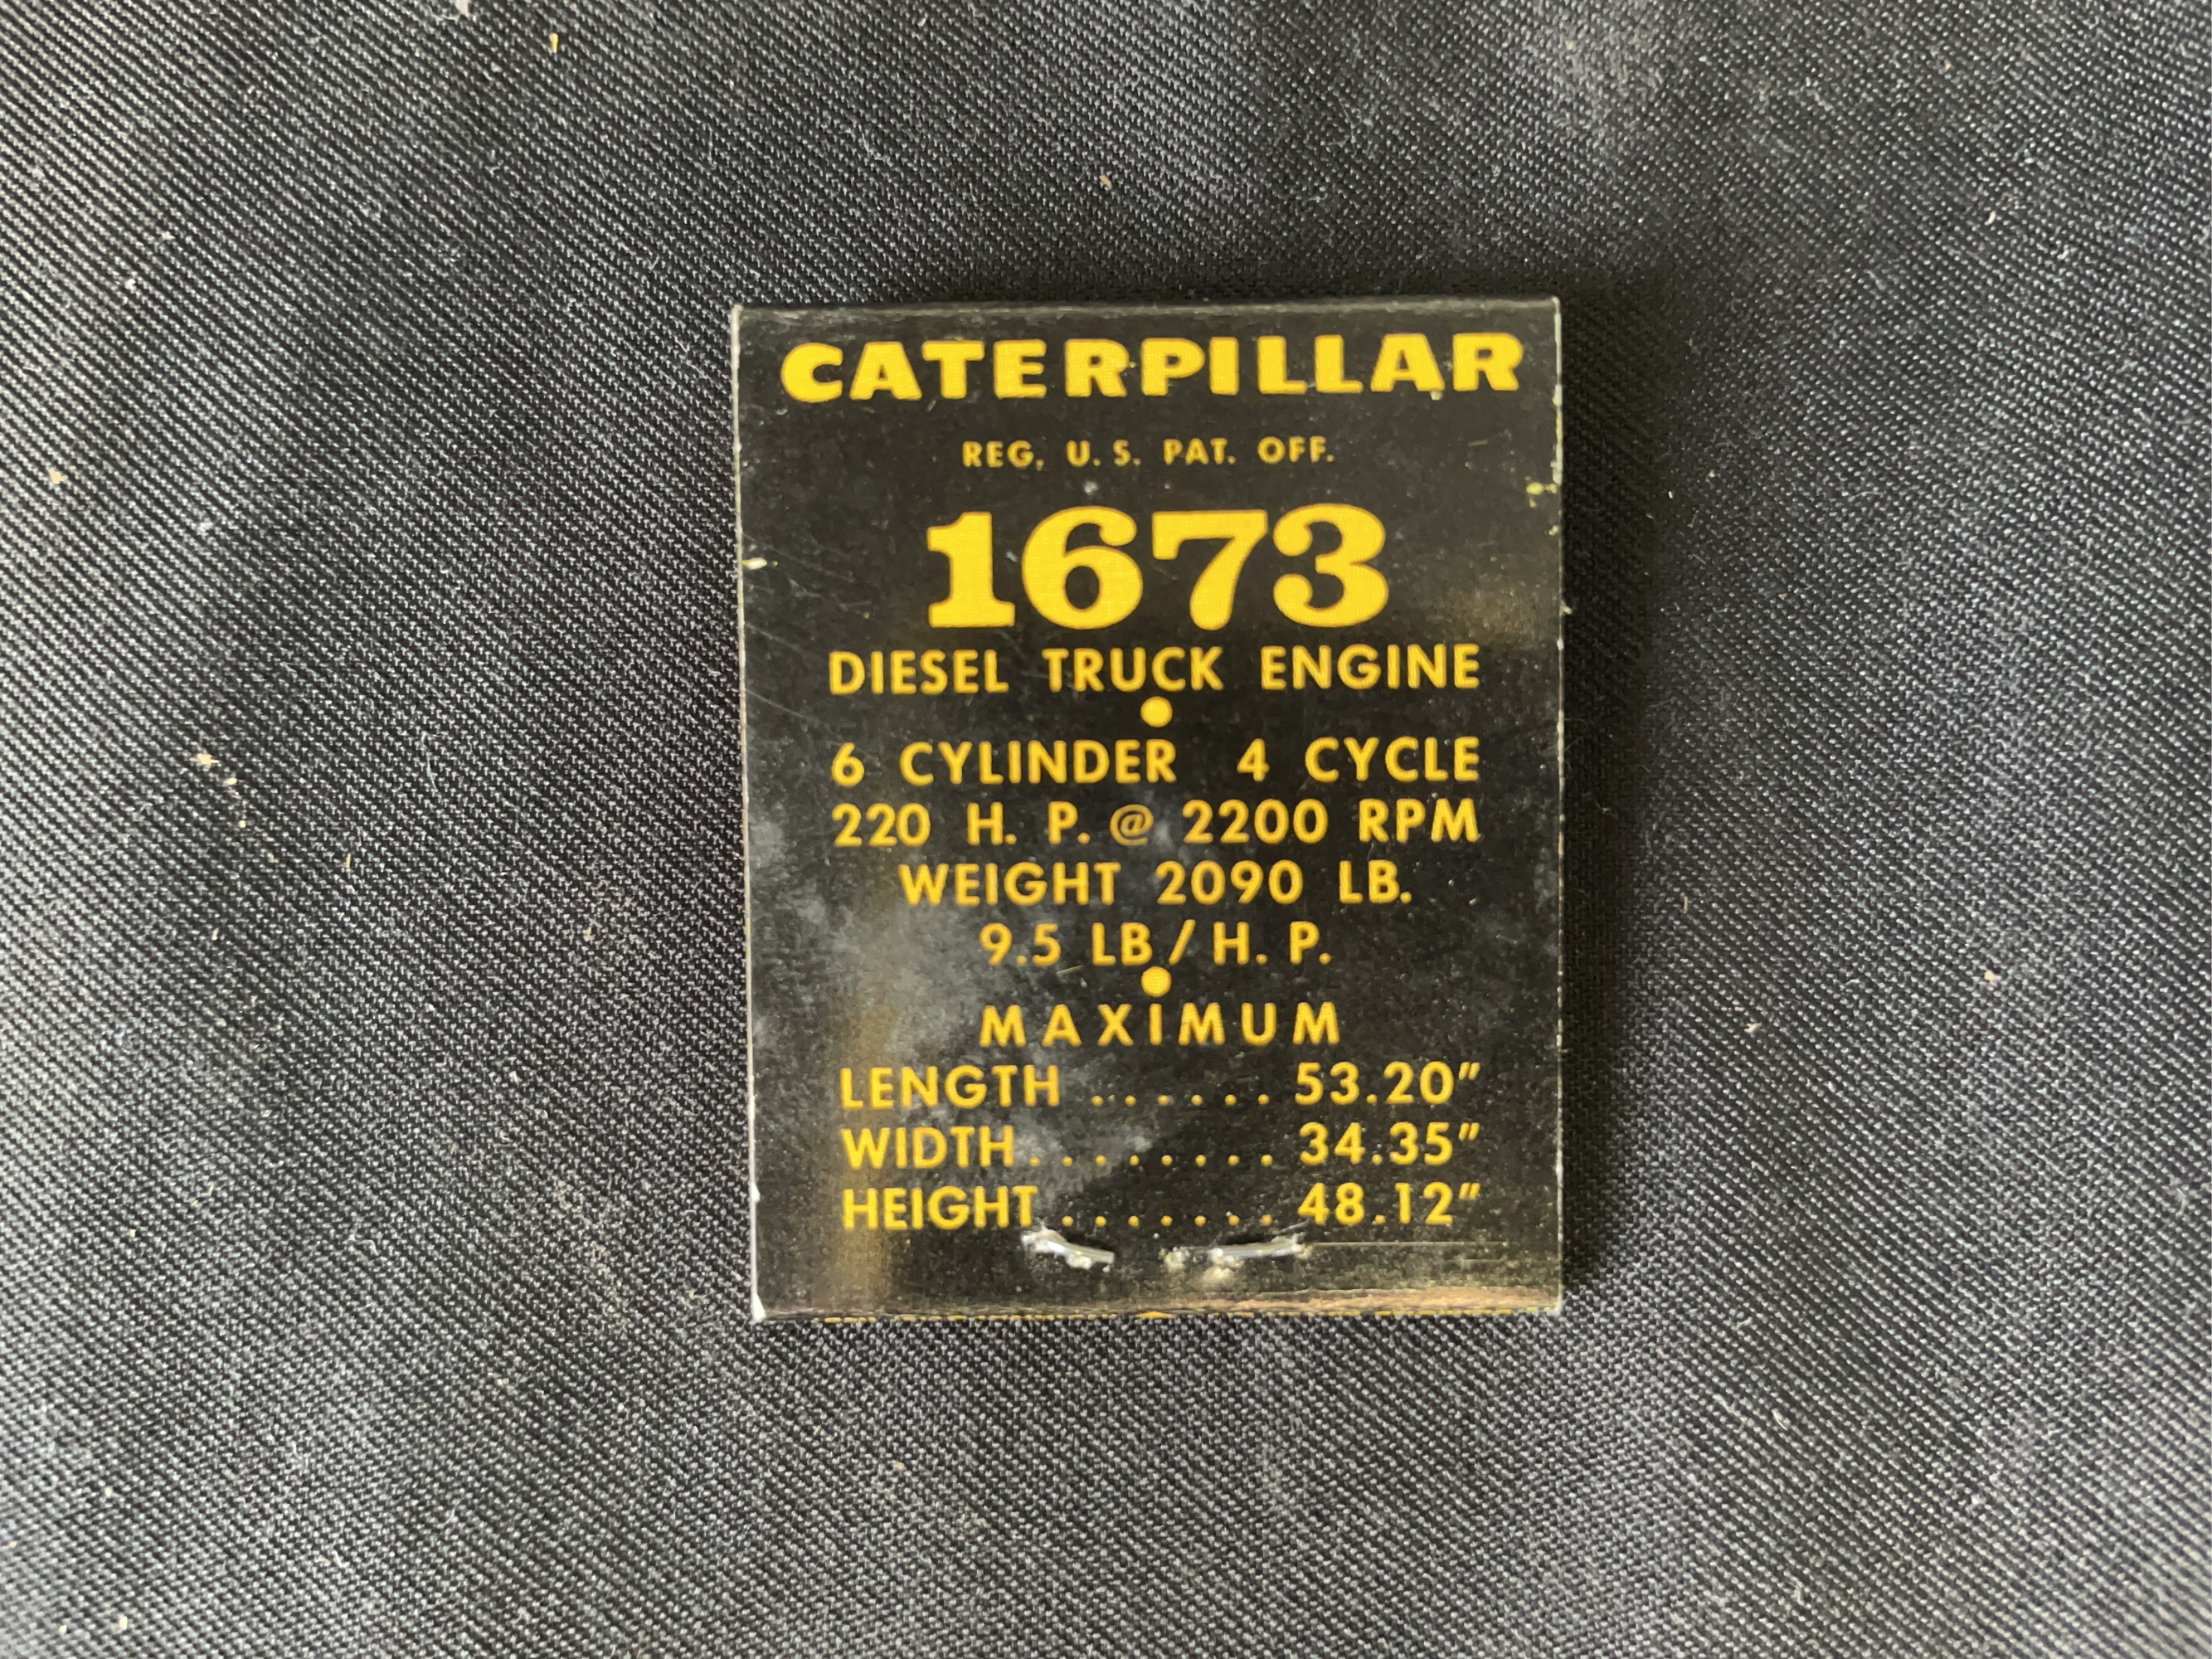 CATERPILLAR
REG. U. S. PAT. OFF.
1673
DIESEL TRUCK ENGINE
●
6 CYLINDER 4 CYCLE
220 H. P. @ 2200 RPM
WEIGHT 2090 LB.
9.5 LB / H. P.
●
MAXIMUM
LENGTH ...... 53.20″
WIDTH........ 34.35″
HEIGHT ....... 48.12″